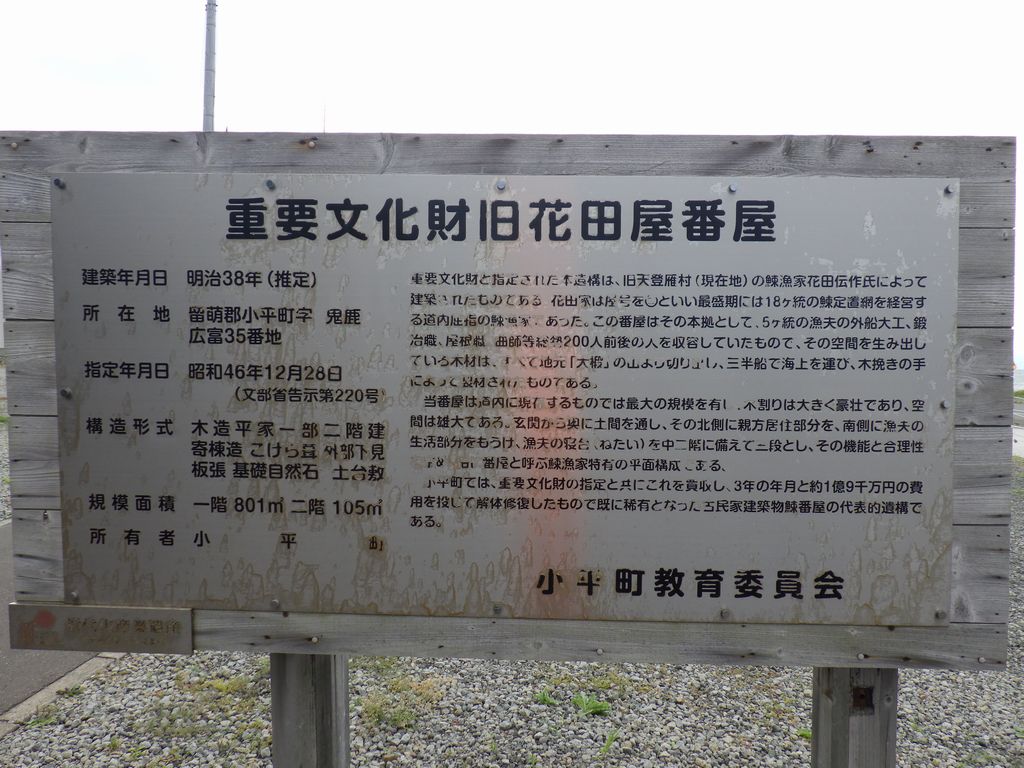 重要文化財旧花田屋番屋
建築年月日 明治38年(推定)
所在地 留萌郡小平町字 鬼鹿
広富35番地
指定年月日 昭和46年12月28日
(文部省告示第220号
構造形式 木造平家一部二階建
寄棟造 こけら葺 外部下見
板張 基礎自然石 土台敷
規模面積 一階 801㎡ 二階 105㎡
所有者 小平町
重要文化財と指定された本遺構は、旧天登雁村(現在地)の鰊漁家花田伝作氏によって
建築されたものである 花田家は屋号を〇といい最盛期には18ヶ統の鰊定置網を経営す
る道内屈指の鰊漁家であった。この番屋はその本拠として、5ヶ統の漁夫の外船大工、鍛
冶職、屋根職 曲師等総勢200人前後の人を収容していたもので、その空間を生み出し
ている木材は、すべて地元「大椴」の山より切り出し、三半船で海上を運び、木挽きの手
によって製材されたものである。
当番屋は道内に現存するものでは最大の規模を有し、木割りは大きく豪壮であり、空
間は雄大である。玄関から奥に土間を通し、その北側に親方居住部分を、南側に漁夫の
生活部分をもうけ、漁夫の寝台(ねだい)を中二階に備えて三段とし、その機能と合理性
番屋と呼ぶ鰊漁家特有の平面構成である。
小平町では、重要文化財の指定と共にこれを買収し、3年の年月と約1億9千万円の費
用を投じて解体修復したもので既に稀有となった古民家建築物鰊番屋の代表的遺構で
ある。
小平町教育委員会